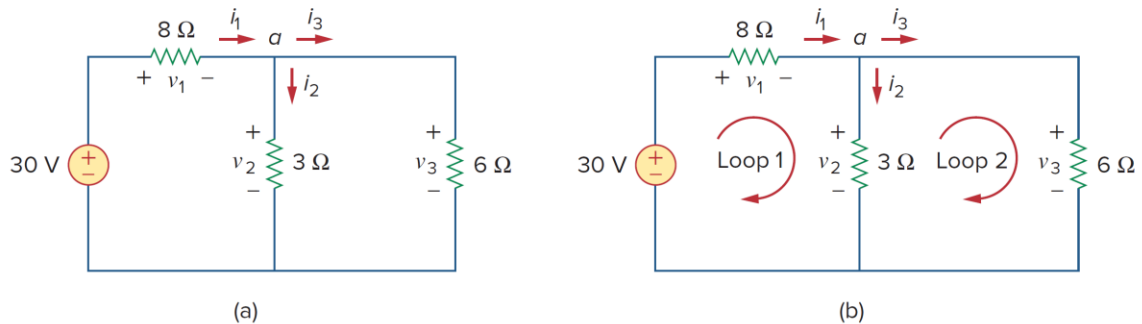 8 Ω i₁ a i₃
+ v₁ − i₂
30 V + − + v₂ − 3 Ω + v₃ − 6 Ω
(a)
8 Ω i₁ a i₃
+ v₁ − i₂
30 V + − Loop 1 + v₂ − 3 Ω Loop 2 + v₃ − 6 Ω
(b)